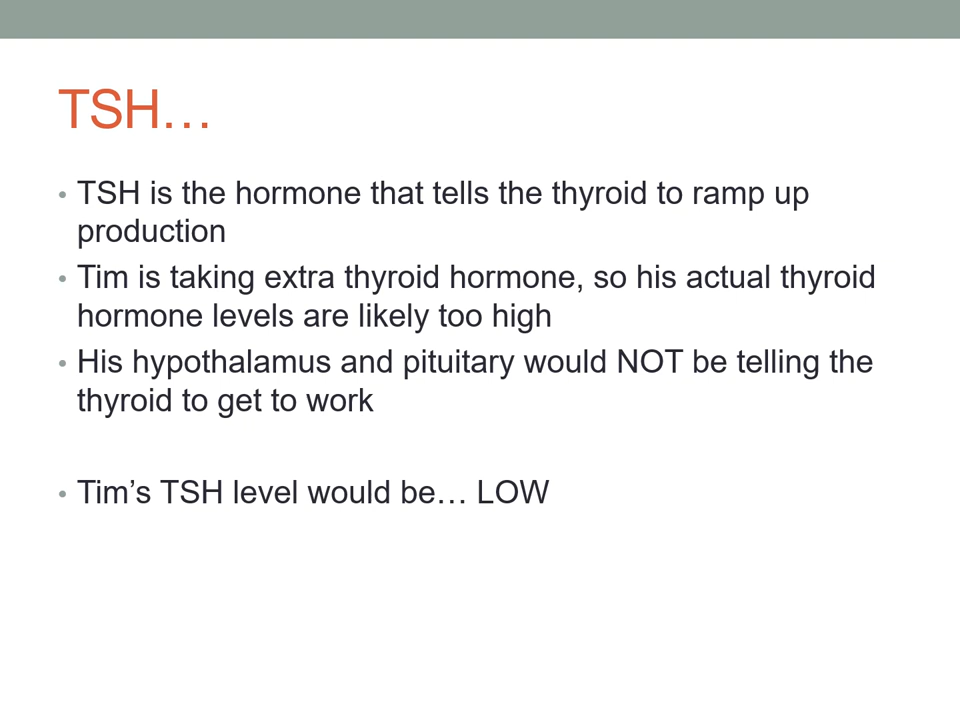 TSH…
• TSH is the hormone that tells the thyroid to ramp up
production
• Tim is taking extra thyroid hormone, so his actual thyroid
hormone levels are likely too high
• His hypothalamus and pituitary would NOT be telling the
thyroid to get to work
• Tim’s TSH level would be… LOW